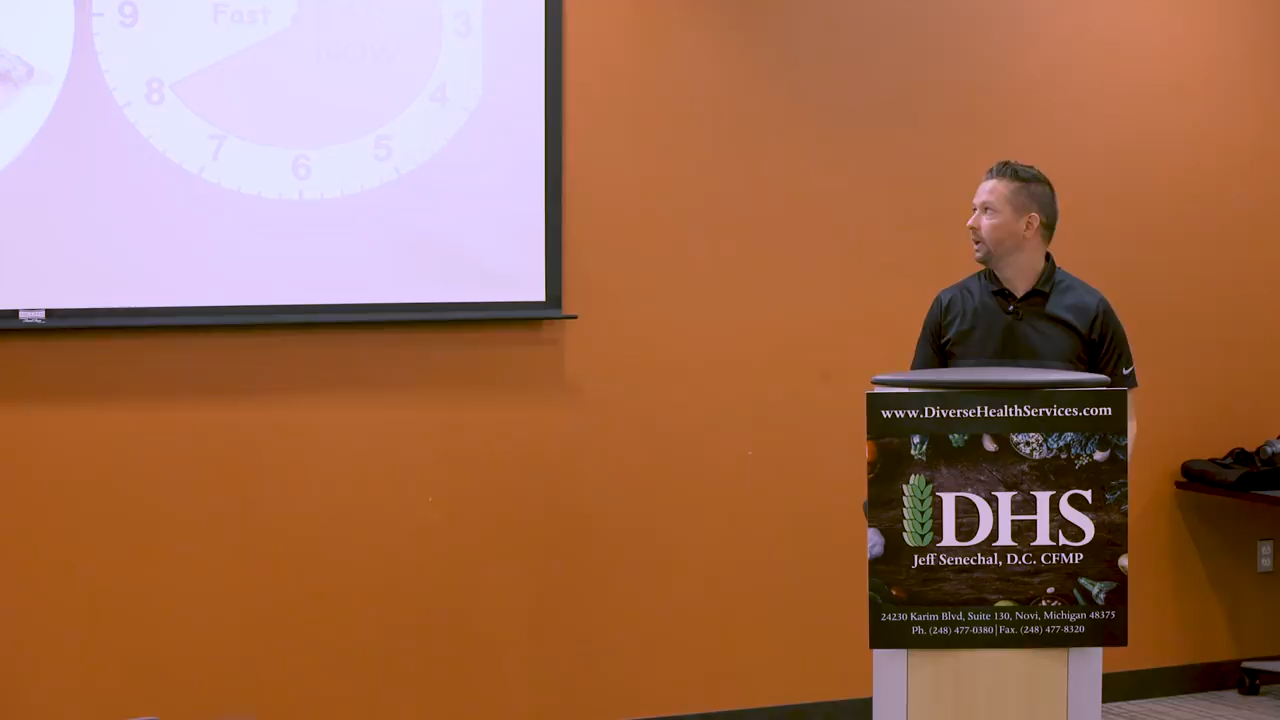 9
Fast
3
8
4
7
5
6
www.DiverseHealthServices.com
DHS
Jeff Senechal, D.C. CFMP
24230 Karim Blvd, Suite 130, Novi, Michigan 48375
Ph. (248) 477-0380 | Fax. (248) 477-8320